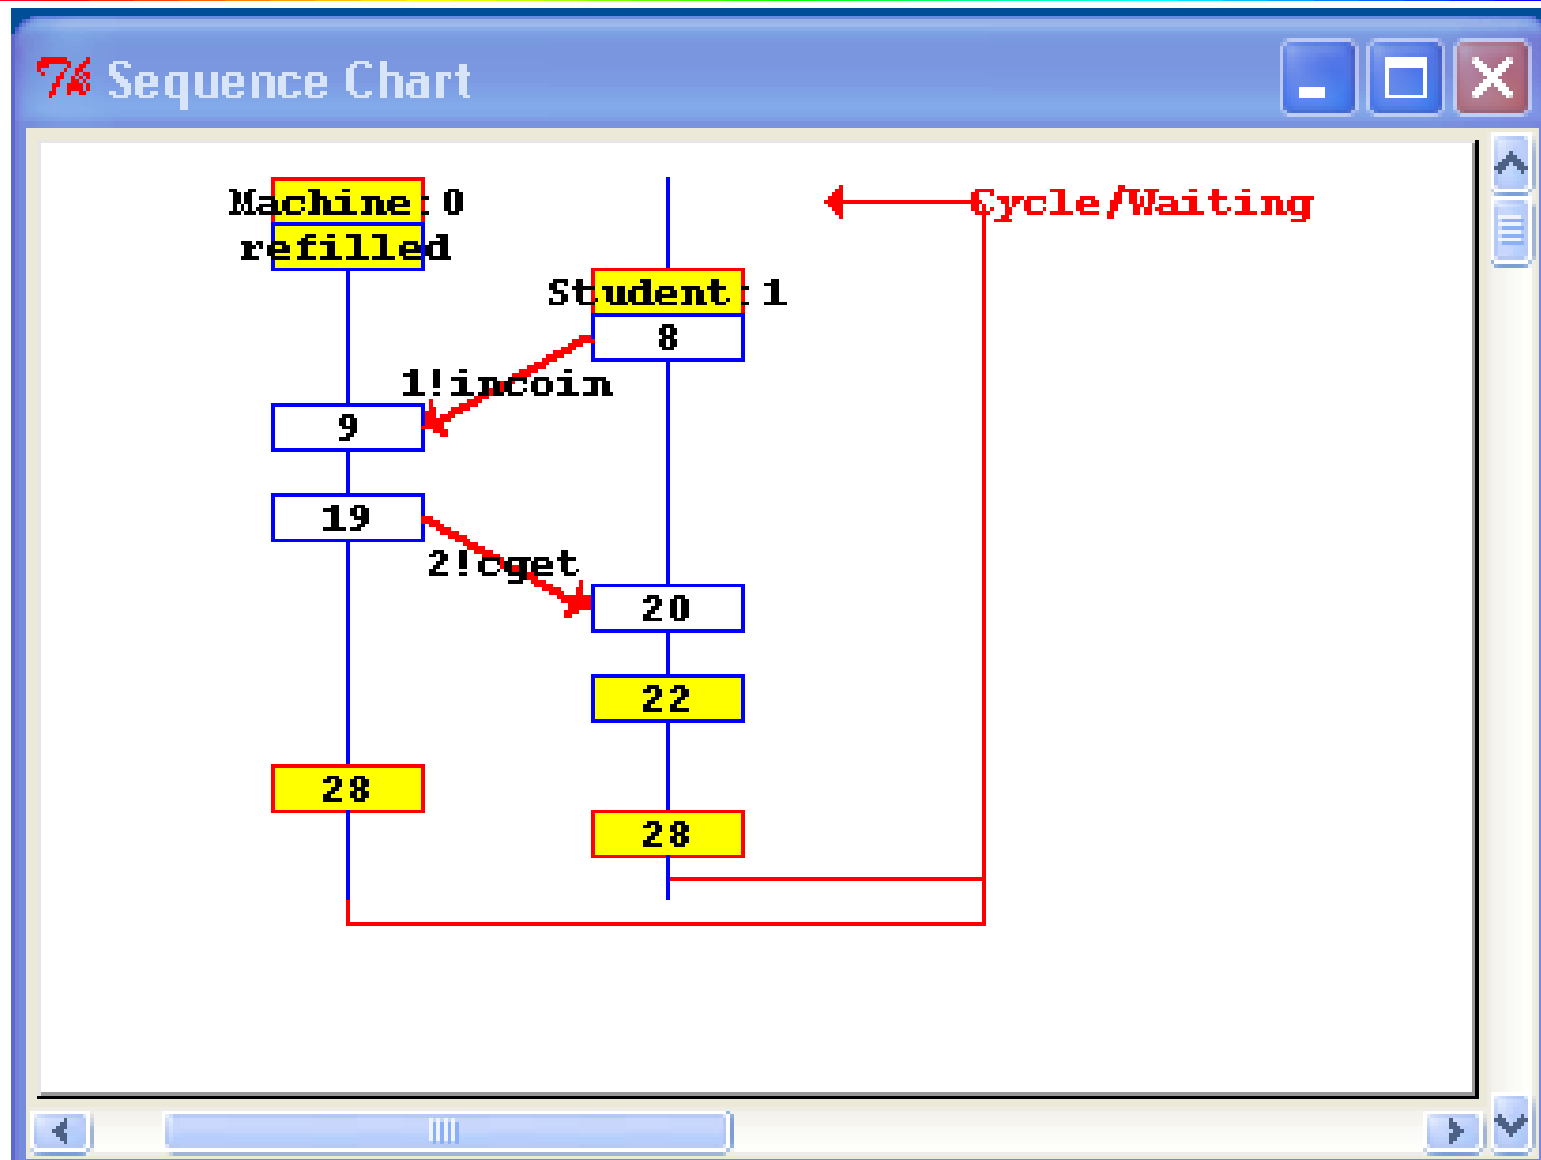 Sequence Chart
Machine:0
Cycle/Waiting
refilled
Student:1
8
1!incoin
9
19
2!cget
20
22
28
28